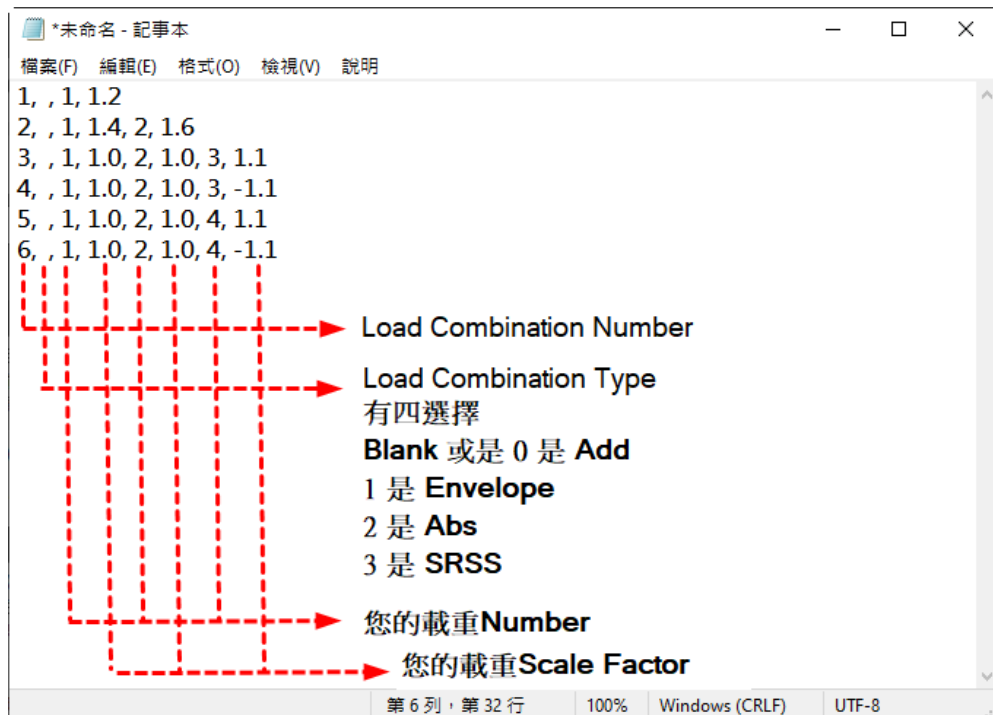 *未命名 - 記事本
檔案(F) 編輯(E) 格式(O) 檢視(V) 說明
1, , 1, 1.2
2, , 1, 1.4, 2, 1.6
3, , 1, 1.0, 2, 1.0, 3, 1.1
4, , 1, 1.0, 2, 1.0, 3, -1.1
5, , 1, 1.0, 2, 1.0, 4, 1.1
6, , 1, 1.0, 2, 1.0, 4, -1.1
Load Combination Number
Load Combination Type
有四選擇
Blank 或是 0 是 Add
1 是 Envelope
2 是 Abs
3 是 SRSS
您的載重Number
您的載重Scale Factor
第 6 列，第 32 行 100% Windows (CRLF) UTF-8